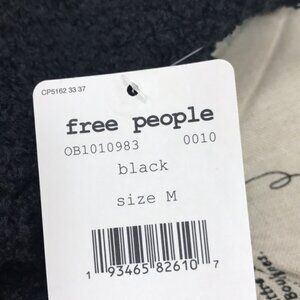 CP5162 33 37
free people
OB1010983 0010
black
size M
1 93465 82610 7